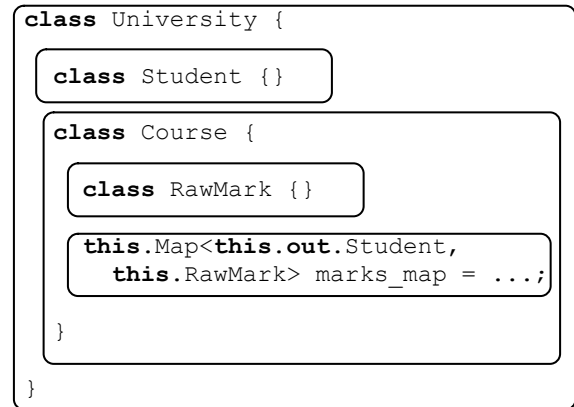 class University {
class Student {}
class Course {
class RawMark {}
this.Map<this.out.Student,
this.RawMark> marks_map = ...;
}
}